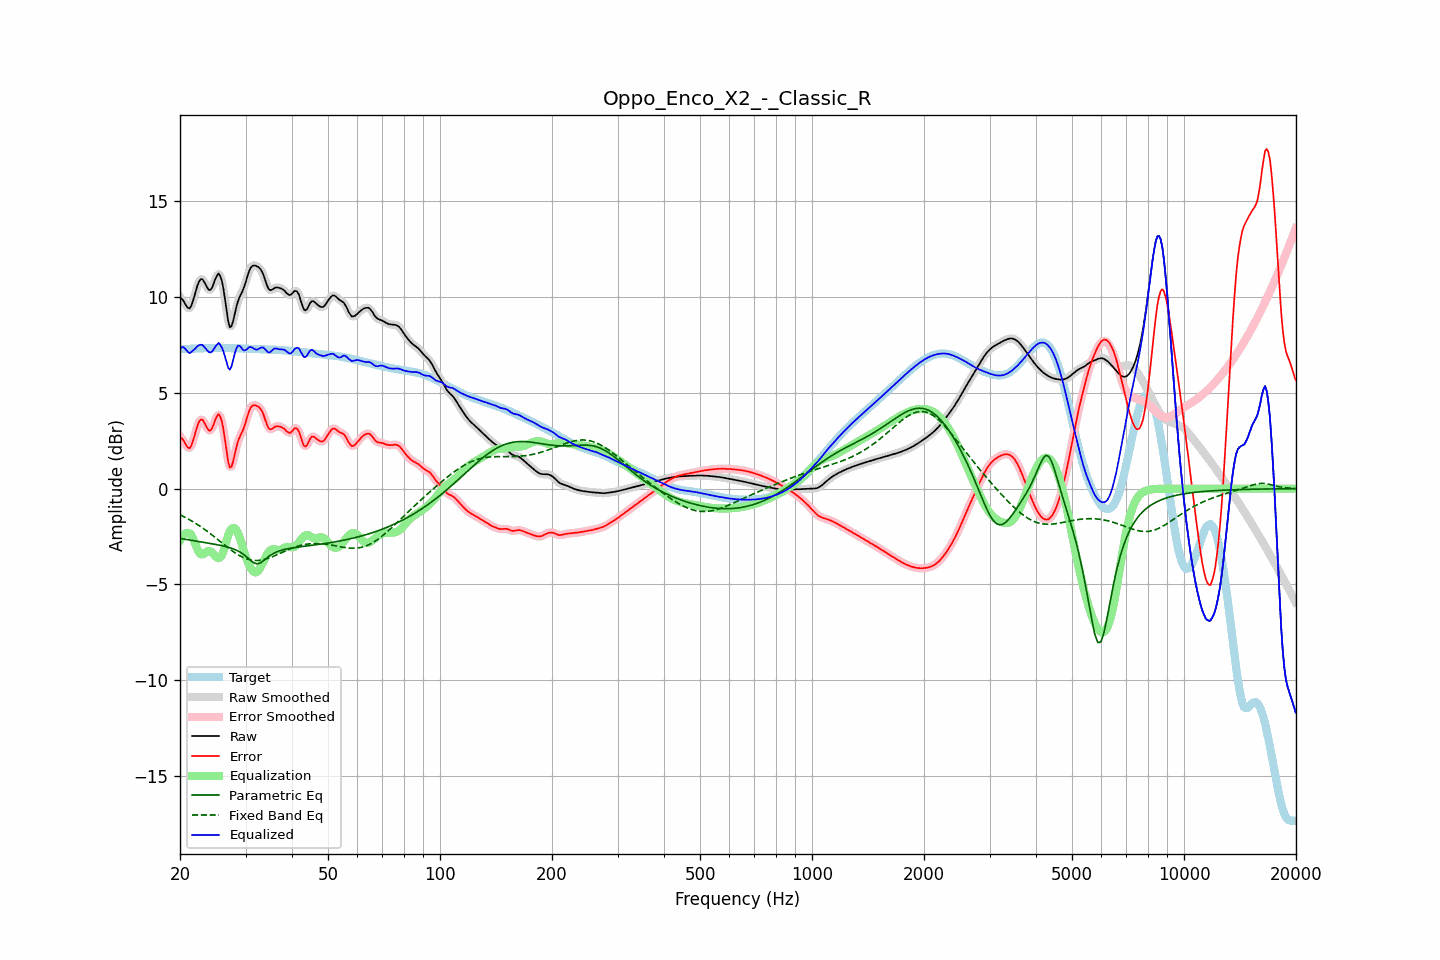 Oppo_Enco_X2_-_Classic_R
Amplitude (dBr)
15
10
5
0
−5
−10
−15
Target
Raw Smoothed
Error Smoothed
Raw
Error
Equalization
Parametric Eq
Fixed Band Eq
Equalized
20 50 100 200 500 1000 2000 5000 10000 20000
Frequency (Hz)